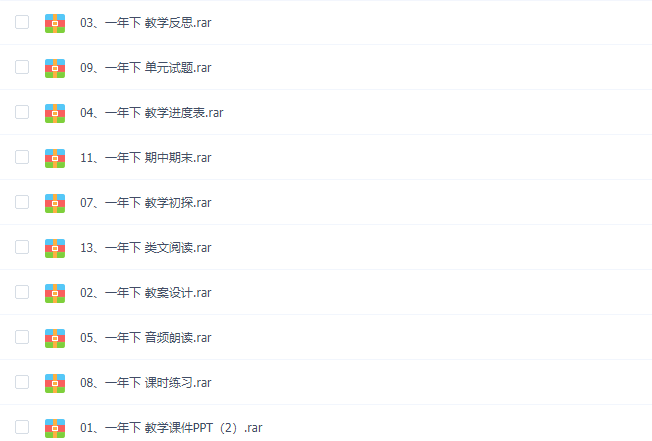 03、一年下 教学反思.rar
09、一年下 单元试题.rar
04、一年下 教学进度表.rar
11、一年下 期中期末.rar
07、一年下 教学初探.rar
13、一年下 类文阅读.rar
02、一年下 教案设计.rar
05、一年下 音频朗读.rar
08、一年下 课时练习.rar
01、一年下 教学课件PPT（2）.rar